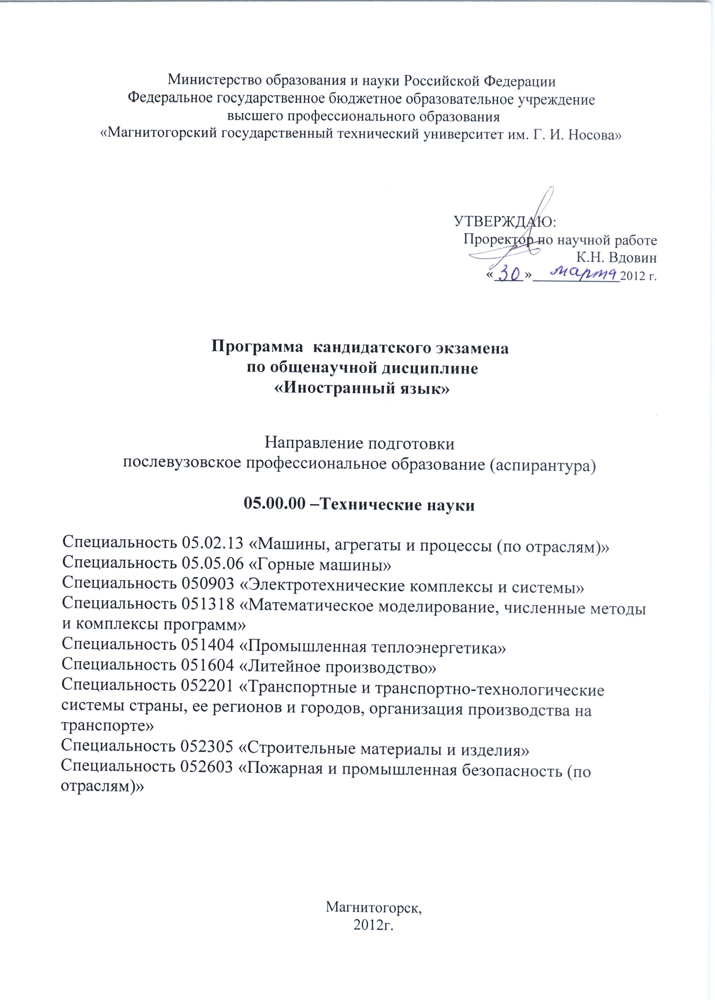 Министерство образования и науки Российской Федерации
Федеральное государственное бюджетное образовательное учреждение
высшего профессионального образования
«Магнитогорский государственный технический университет им. Г. И. Носова»
УТВЕРЖДАЮ:
Проректор по научной работе
К.Н. Вдовин
«30» марта 2012 г.
Программа кандидатского экзамена
по общенаучной дисциплине
«Иностранный язык»
Направление подготовки
послевузовское профессиональное образование (аспирантура)
05.00.00 –Технические науки
Специальность 05.02.13 «Машины, агрегаты и процессы (по отраслям)»
Специальность 05.05.06 «Горные машины»
Специальность 050903 «Электротехнические комплексы и системы»
Специальность 051318 «Математическое моделирование, численные методы
и комплексы программ»
Специальность 051404 «Промышленная теплоэнергетика»
Специальность 051604 «Литейное производство»
Специальность 052201 «Транспортные и транспортно-технологические
системы страны, ее регионов и городов, организация производства на
транспорте»
Специальность 052305 «Строительные материалы и изделия»
Специальность 052603 «Пожарная и промышленная безопасность (по
отраслям)»
Магнитогорск,
2012г.